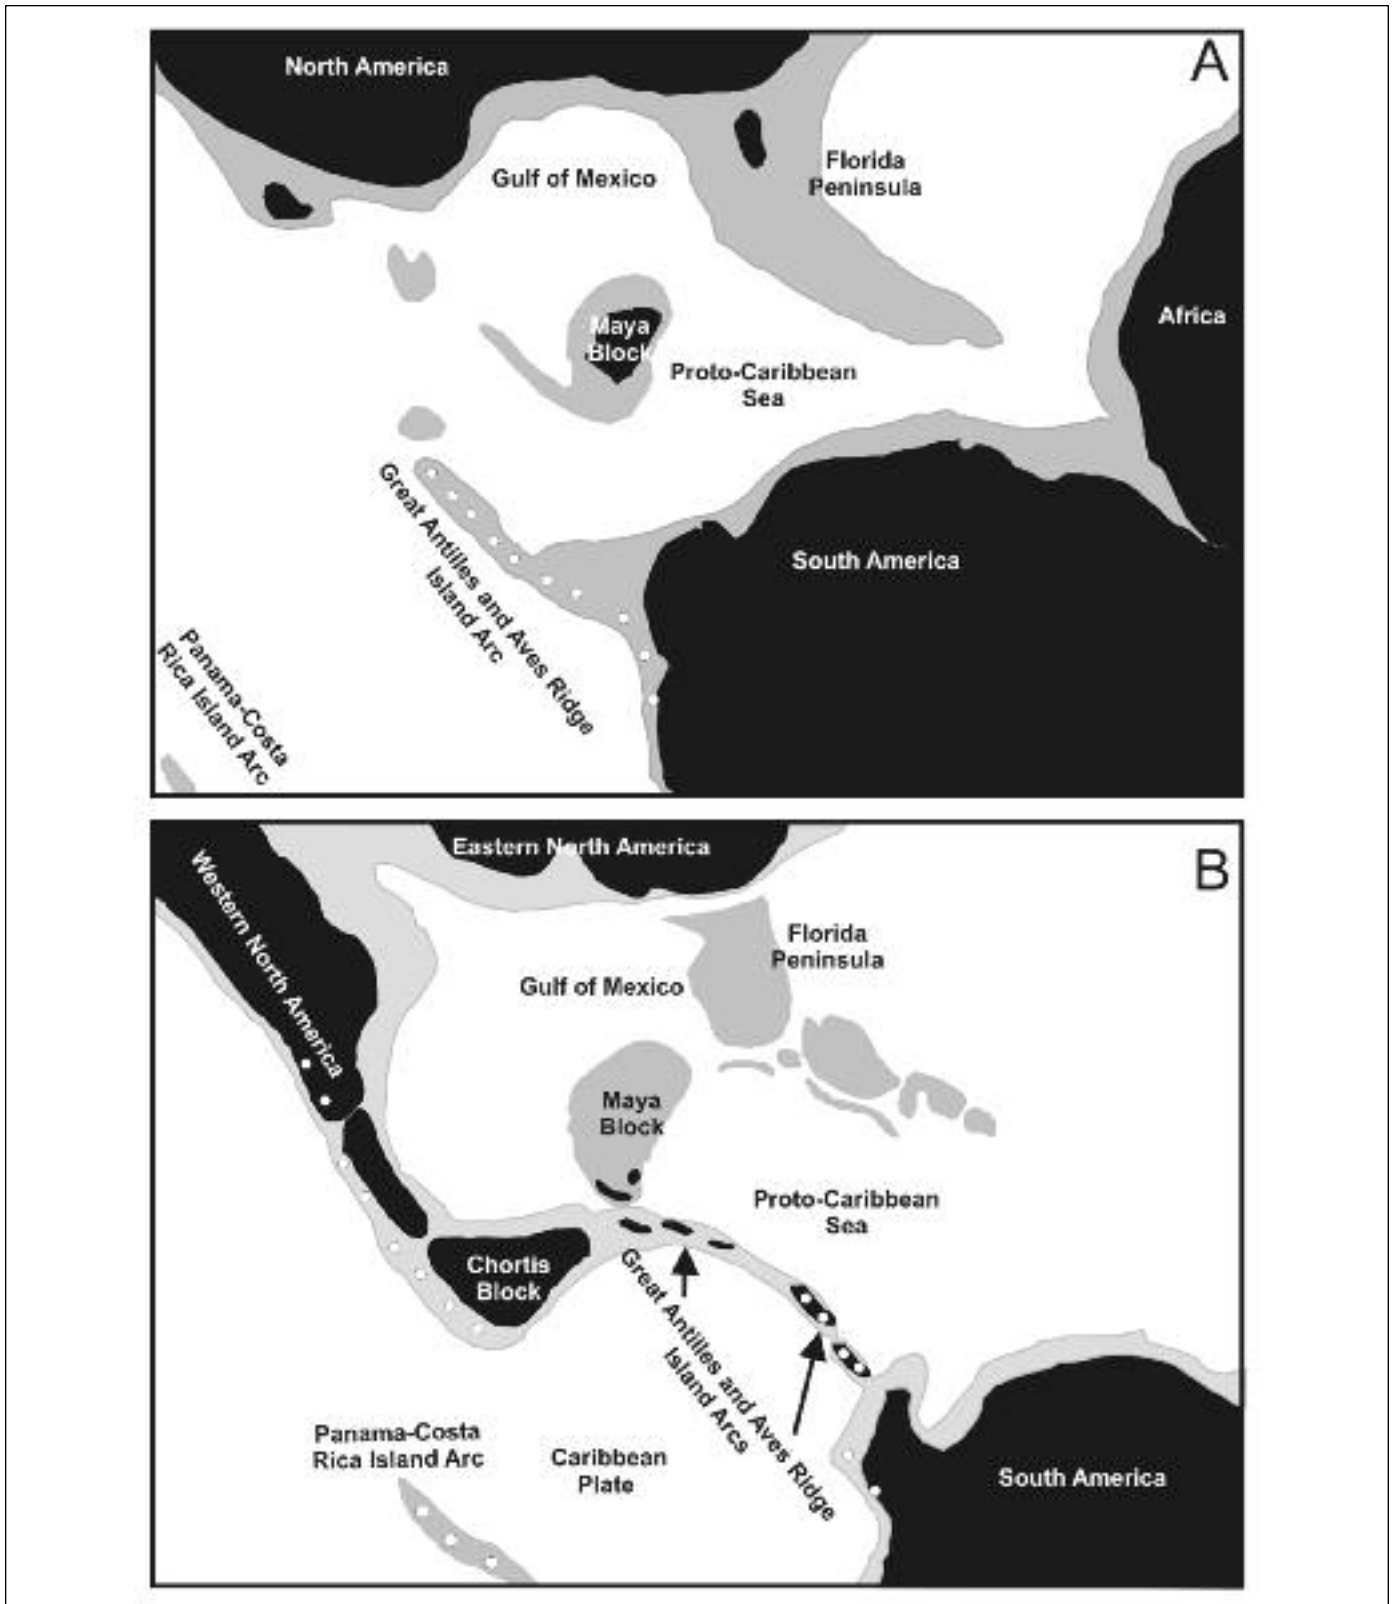 A
North America
Gulf of Mexico
Florida
Peninsula
Africa
Maya
Block
Proto-Caribbean
Sea
Great Antilles and Aves Ridge
Island Arc
South America
Panama-Costa
Rica Island Arc
B
Eastern North America
Western North America
Florida
Peninsula
Gulf of Mexico
Maya
Block
Proto-Caribbean
Sea
Chortis
Block
Great Antilles and Aves Ridge
Island Arcs
Panama-Costa
Rica Island Arc
Caribbean
Plate
South America